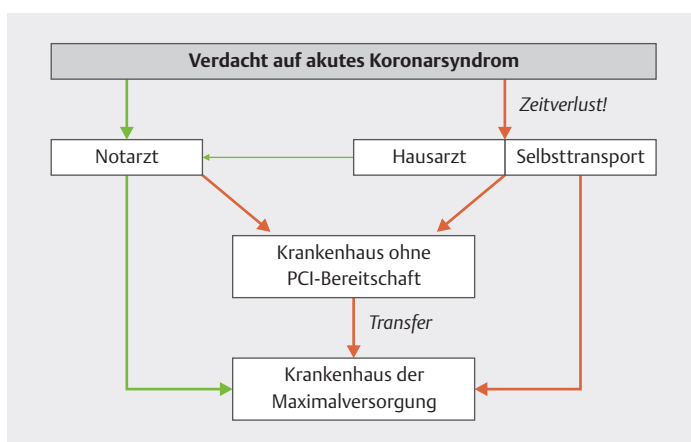 Verdacht auf akutes Koronarsyndrom
Zeitverlust!
Notarzt
Hausarzt
Selbsttransport
Krankenhaus ohne
PCI-Bereitschaft
Transfer
Krankenhaus der
Maximalversorgung